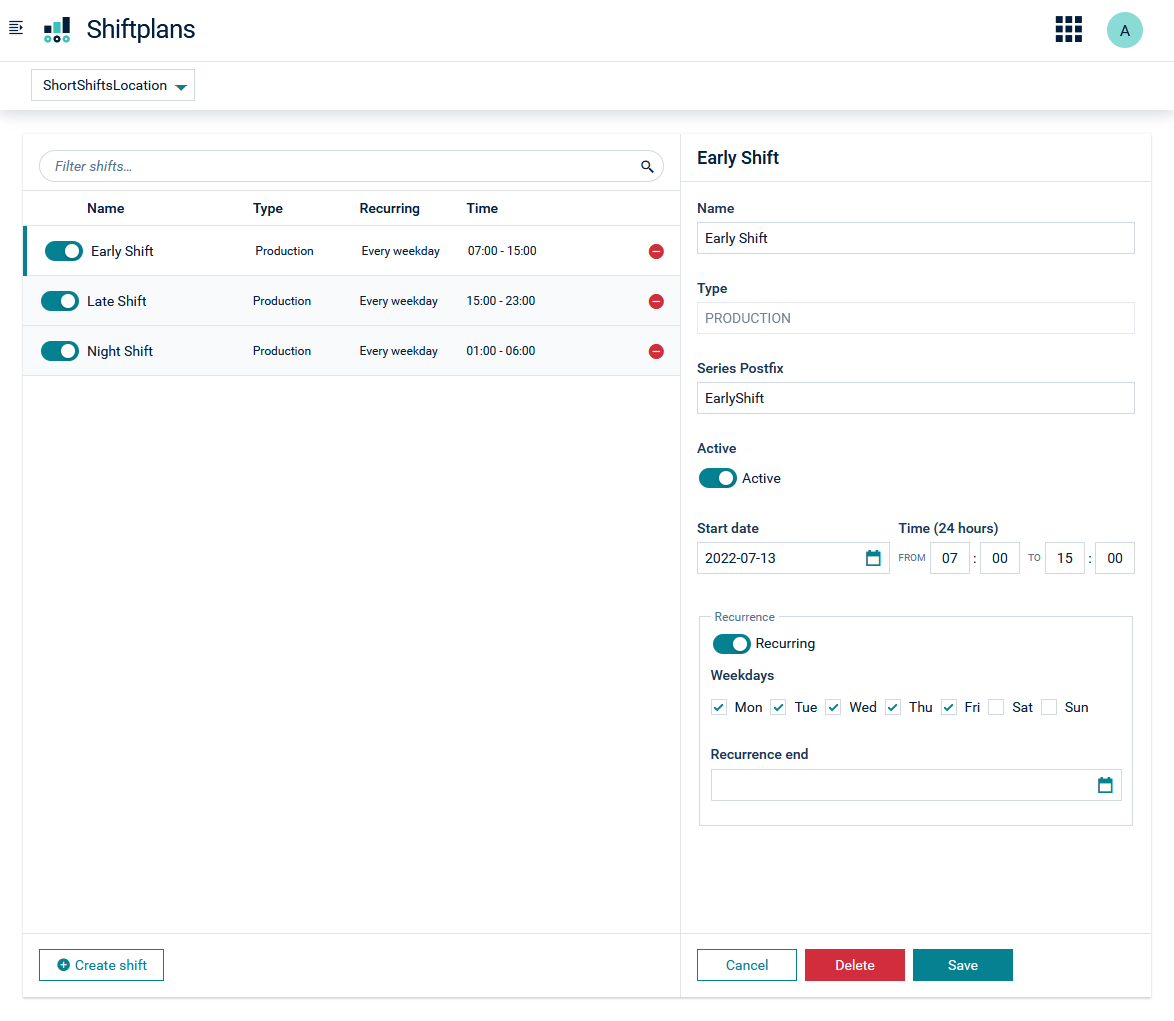 Shiftplans
A
ShortShiftsLocation
Filter shifts...
Name Type Recurring Time
Early Shift Production Every weekday 07:00 - 15:00
Late Shift Production Every weekday 15:00 - 23:00
Night Shift Production Every weekday 01:00 - 06:00
Create shift
Early Shift
Name
Early Shift
Type
PRODUCTION
Series Postfix
EarlyShift
Active
Active
Start date Time (24 hours)
2022-07-13 FROM 07 : 00 TO 15 : 00
Recurrence
Recurring
Weekdays
Mon Tue Wed Thu Fri Sat Sun
Recurrence end
Cancel Delete Save